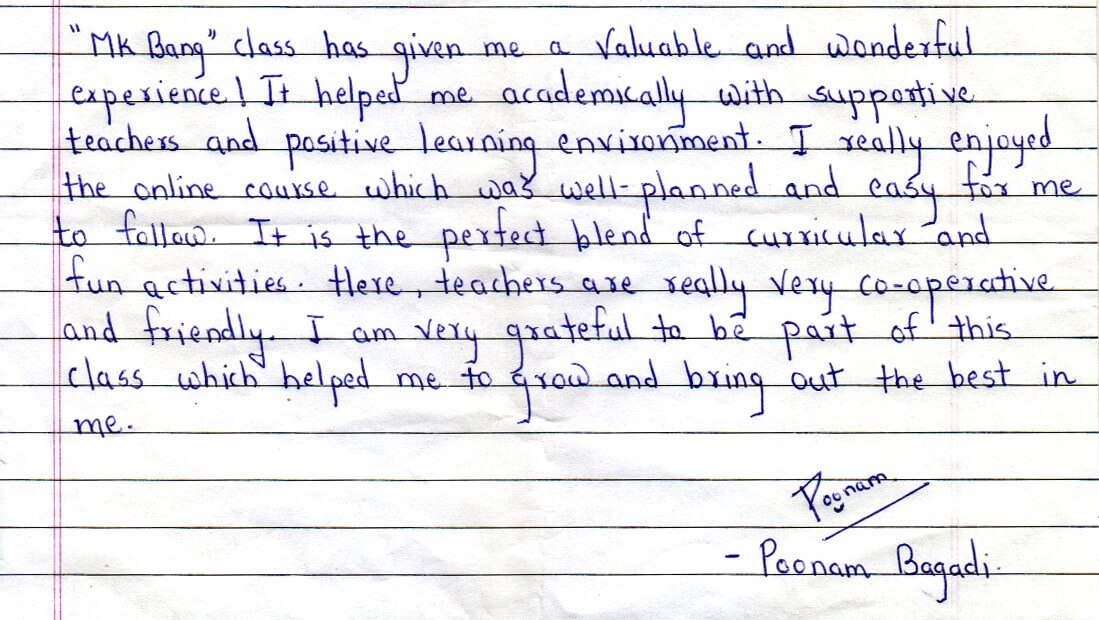 "MK Bang" class has given me a valuable and wonderful
experience! It helped me academically with supportive
teachers and positive learning environment. I really enjoyed
the online course which was well-planned and easy for me
to follow. It is the perfect blend of curricular and
fun activities. Here, teachers are really very co-operative
and friendly. I am very grateful to be part of this
class which helped me to grow and bring out the best in
me.
Poonam
- Poonam Bagadi.